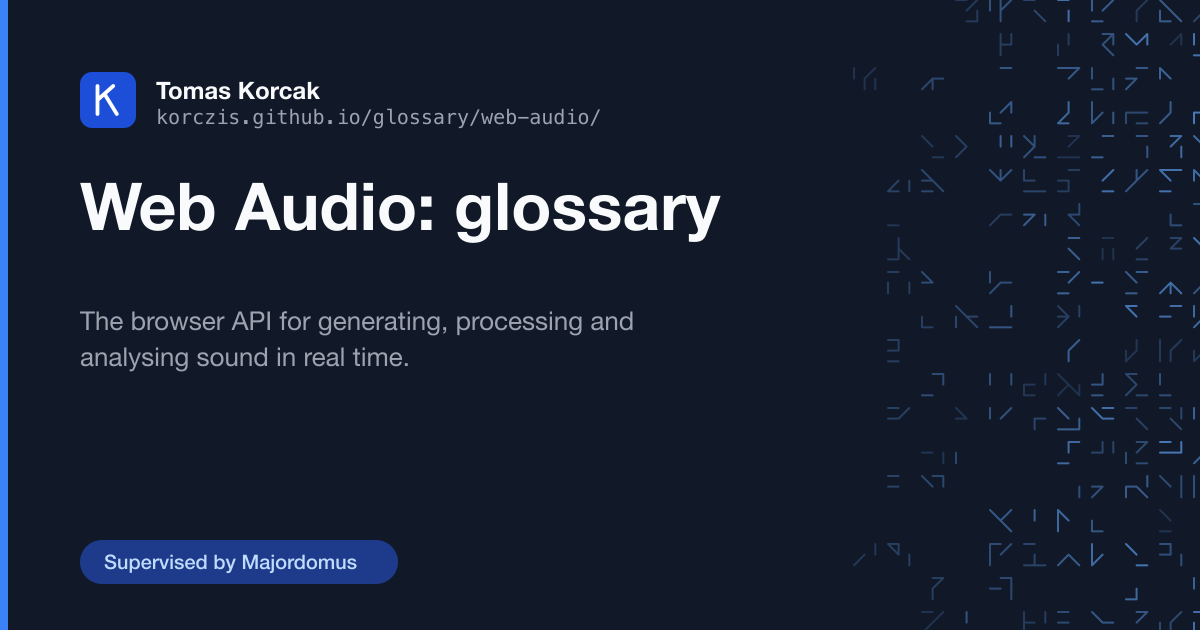 K
Tomas Korcak
korczis.github.io/glossary/web-audio/
Web Audio: glossary
The browser API for generating, processing and
analysing sound in real time.
Supervised by Majordomus